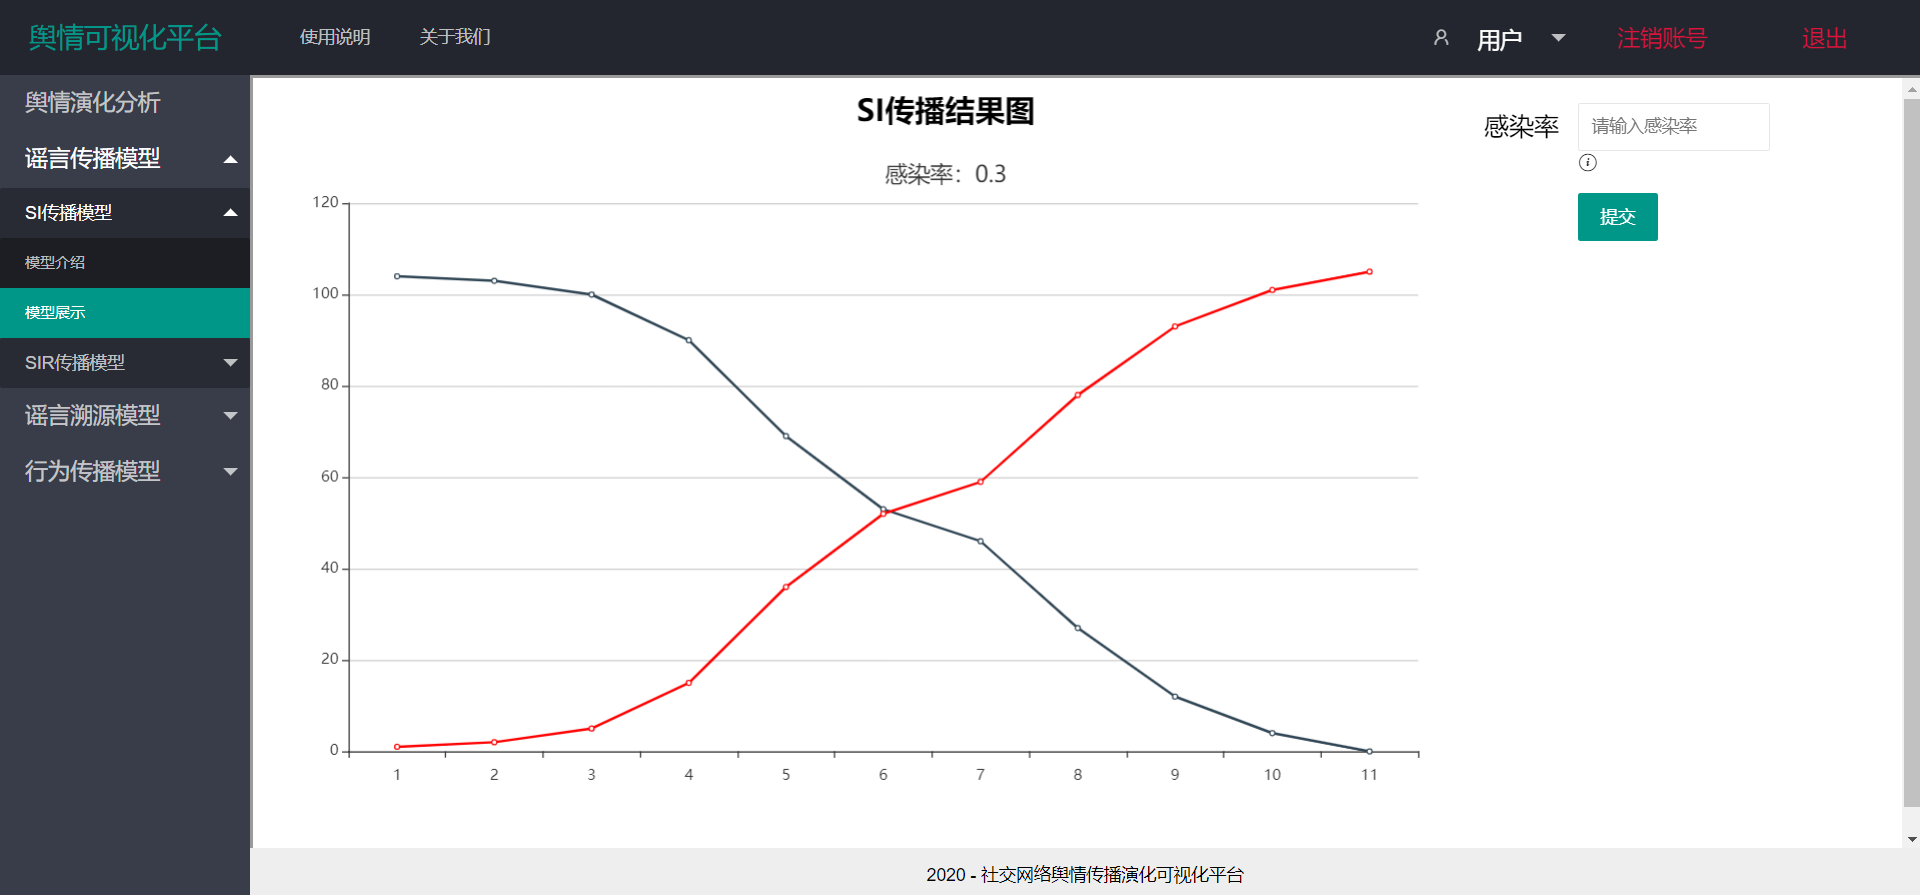 舆情可视化平台
使用说明
关于我们
用户
注销账号
退出
舆情演化分析
谣言传播模型
SI传播模型
模型介绍
模型展示
SIR传播模型
谣言溯源模型
行为传播模型
SI传播结果图
感染率：0.3
120
100
80
60
40
20
0
1 2 3 4 5 6 7 8 9 10 11
感染率
请输入感染率
提交
2020 - 社交网络舆情传播演化可视化平台